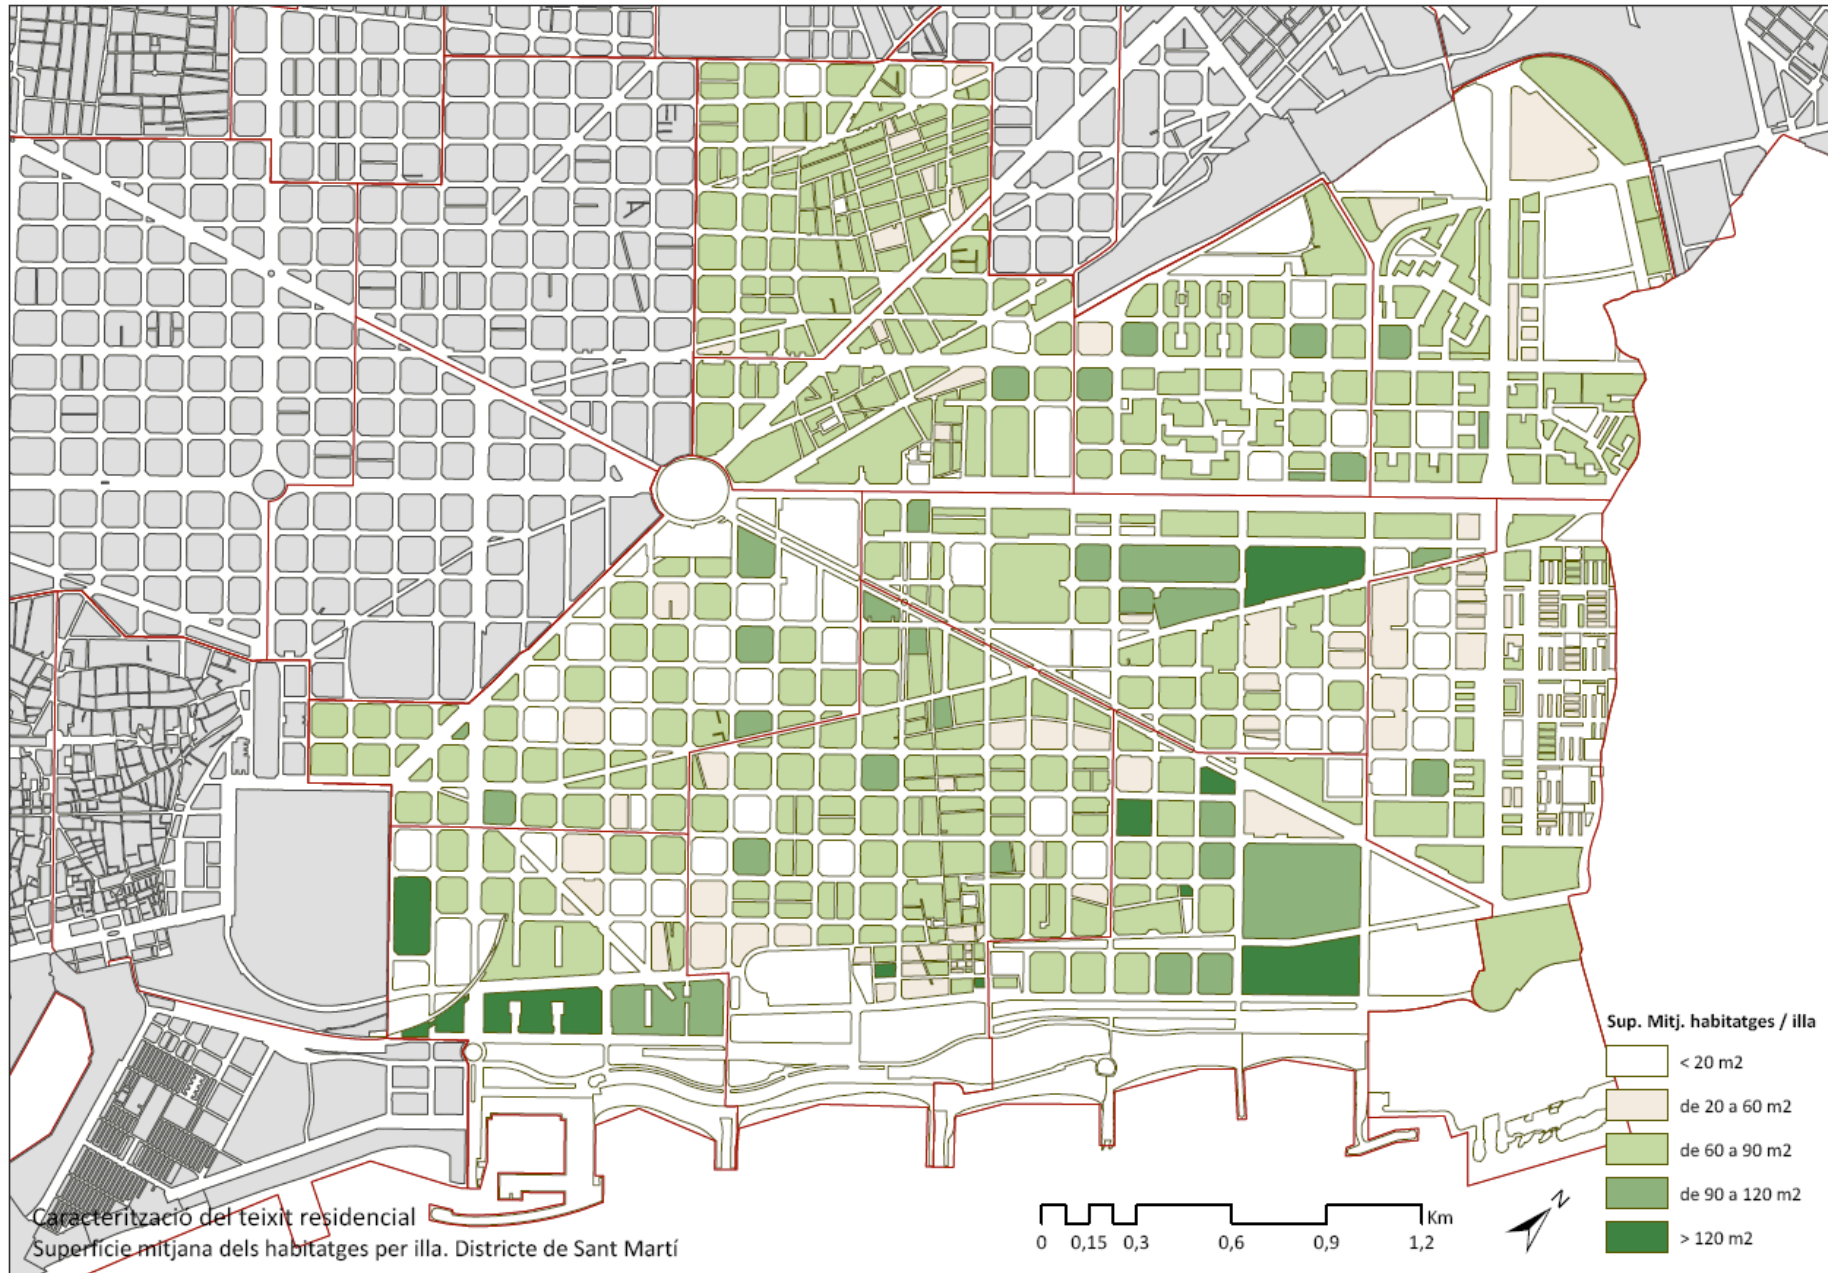 Sup. Mitj. habitatges / illa
< 20 m2
de 20 a 60 m2
de 60 a 90 m2
de 90 a 120 m2
> 120 m2
N
Km
0 0,15 0,3 0,6 0,9 1,2
Caracterització del teixit residencial
Superfície mitjana dels habitatges per illa. Districte de Sant Martí